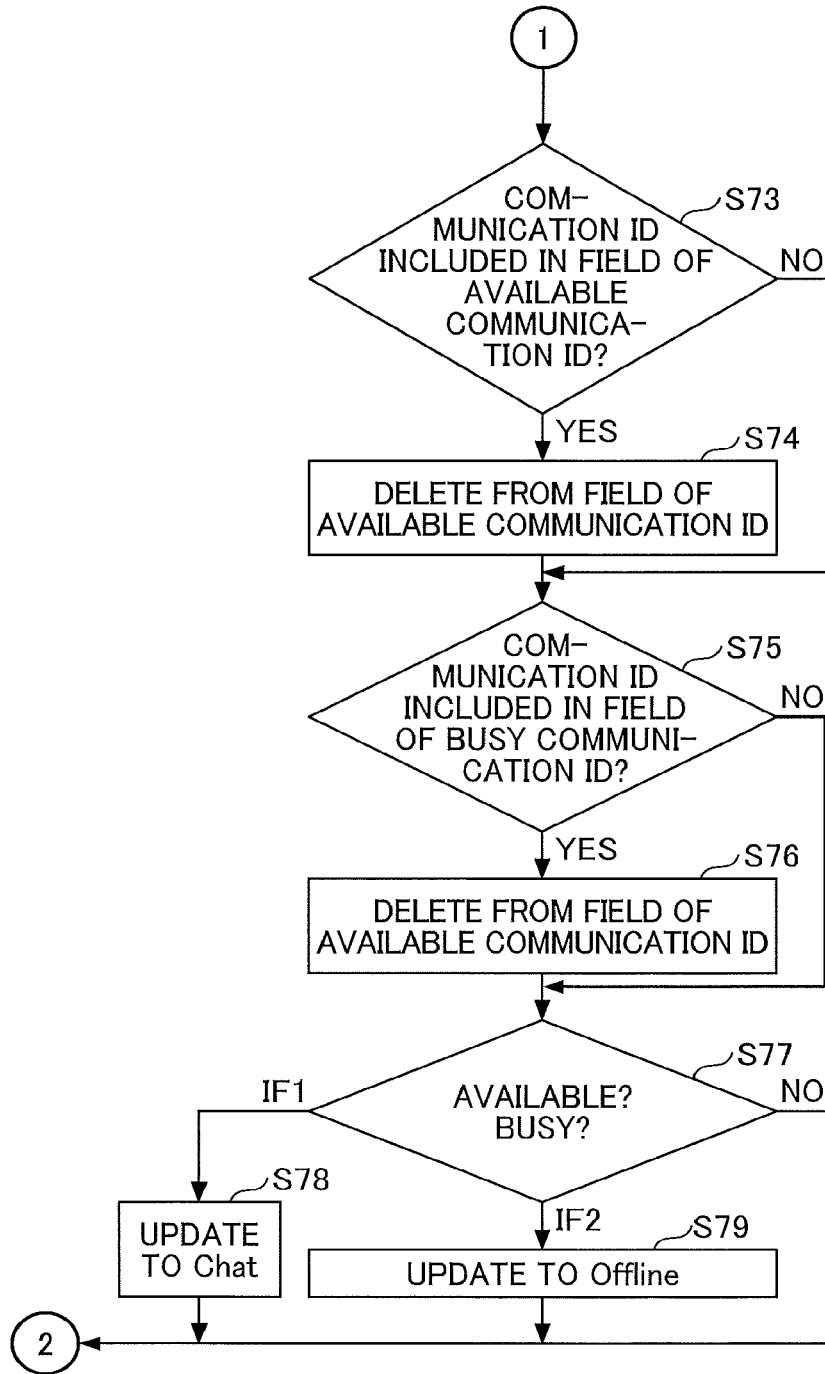 1
COM-
MUNICATION ID
INCLUDED IN FIELD OF
AVAILABLE
COMMUNICA-
TION ID?
S73
NO
YES
S74
DELETE FROM FIELD OF
AVAILABLE COMMUNICATION ID
COM-
MUNICATION ID
INCLUDED IN FIELD
OF BUSY COMMUNI-
CATION ID?
S75
NO
YES
S76
DELETE FROM FIELD OF
AVAILABLE COMMUNICATION ID
S77
IF1
AVAILABLE?
BUSY?
NO
S78
UPDATE
TO Chat
IF2
S79
UPDATE TO Offline
2